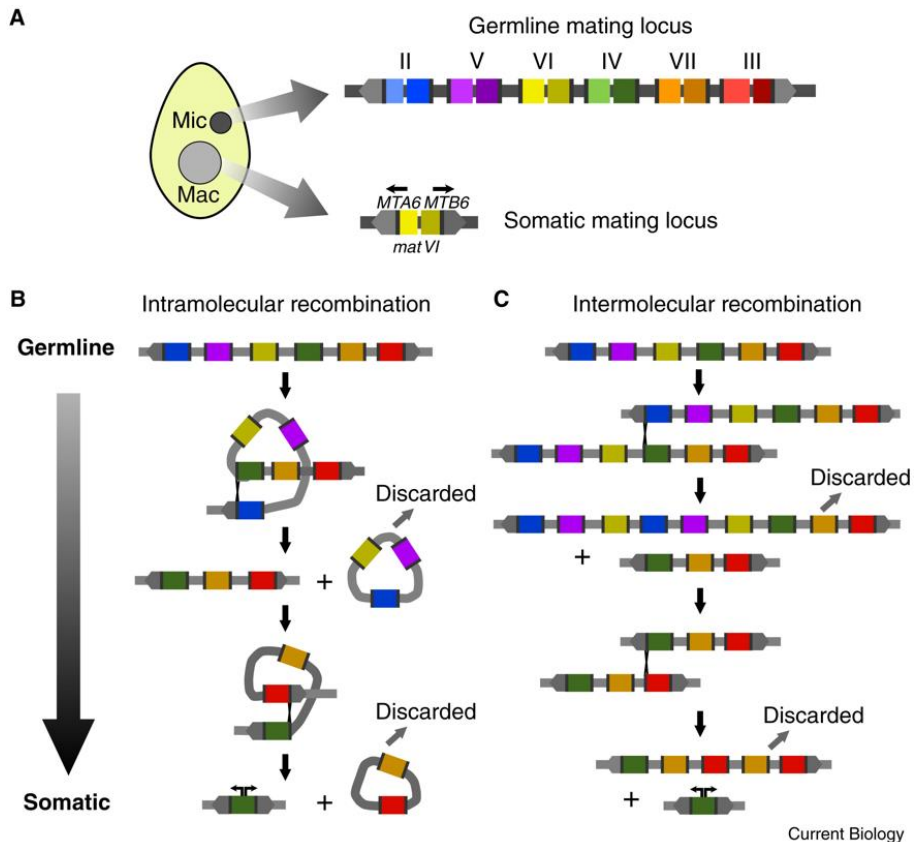 A
Germline mating locus
II V VI IV VII III
Mic
Mac
MTA6 MTB6
mat VI
Somatic mating locus
B
Intramolecular recombination
Germline
Discarded
+
Discarded
Somatic
+
C
Intermolecular recombination
Discarded
+
Discarded
+
Current Biology